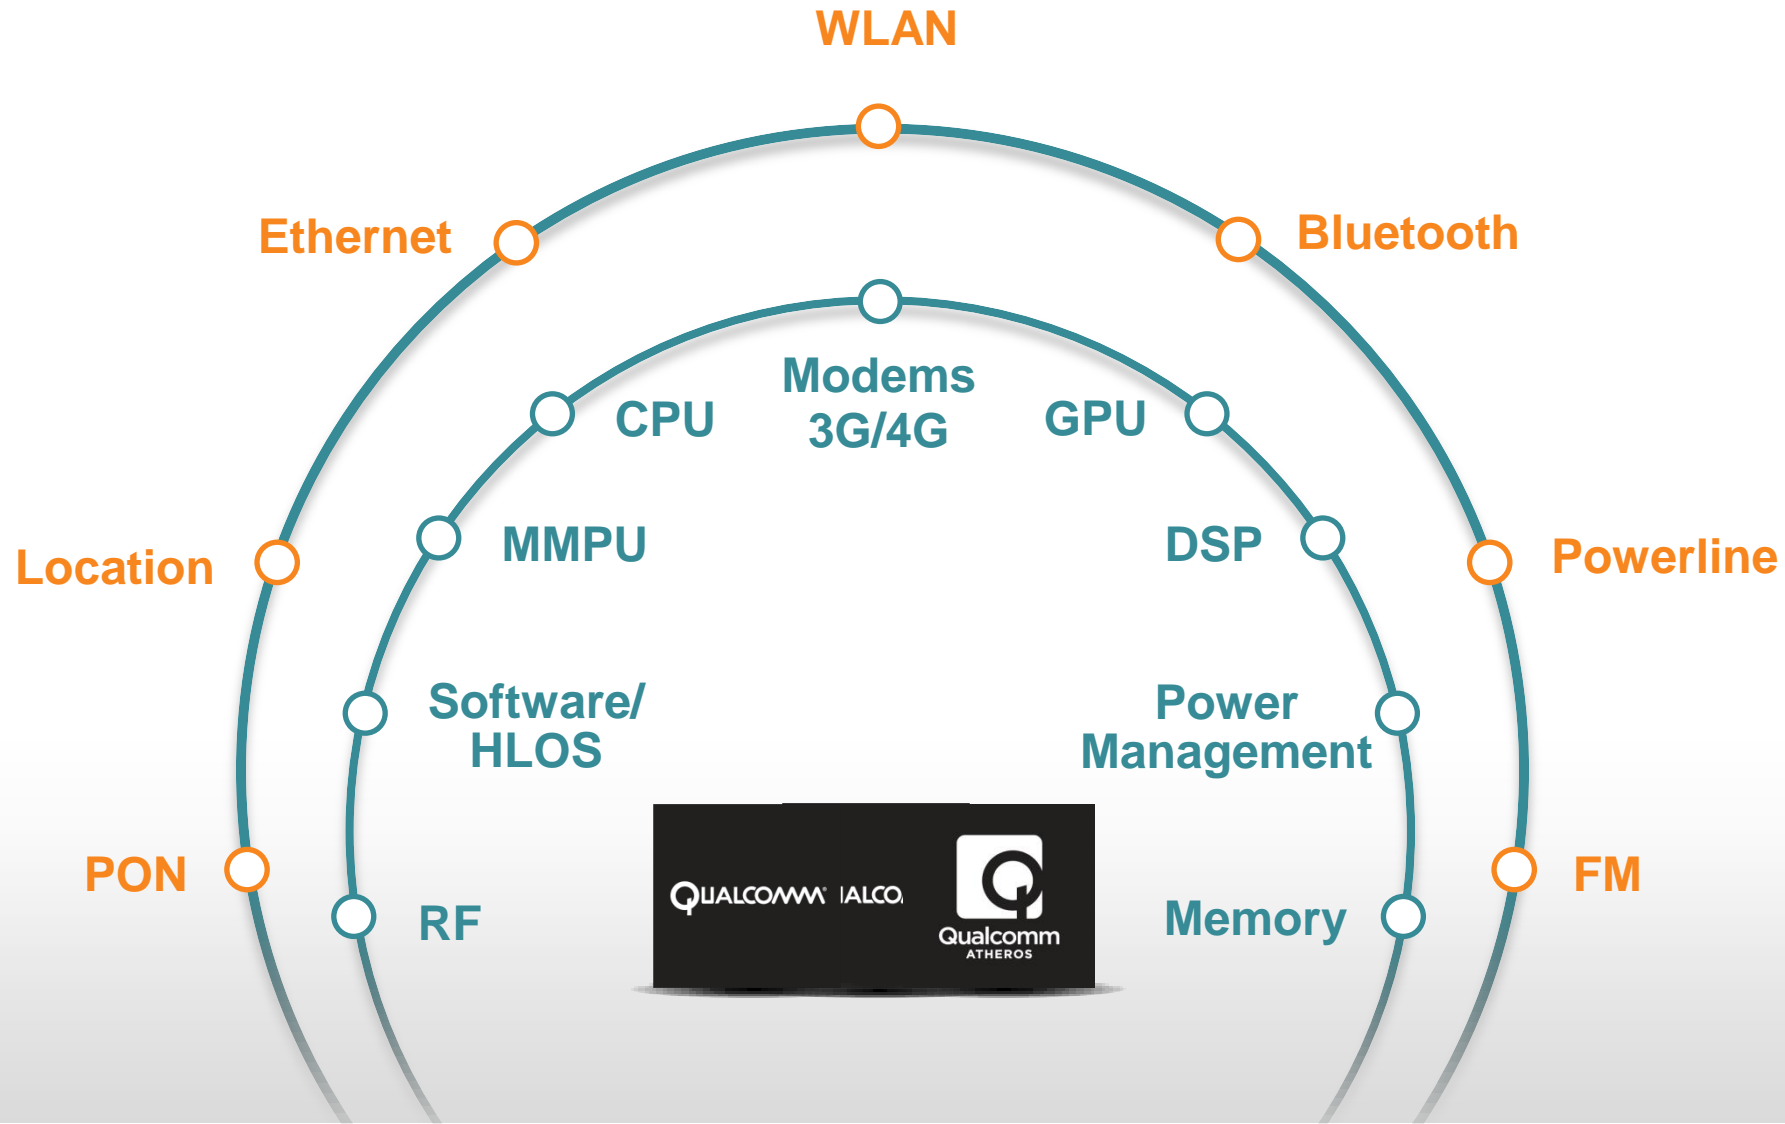 WLAN
Ethernet
Bluetooth
Modems
3G/4G
CPU
GPU
MMPU
DSP
Location
Powerline
Software/
HLOS
Power
Management
PON
FM
RF
Memory
QUALCOMM® IALCO
Qualcomm
ATHEROS